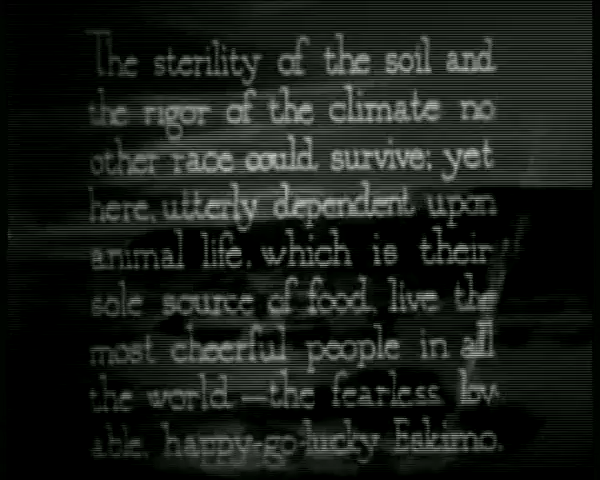 The sterility of the soil and
the rigor of the climate no
other race could survive; yet
here, utterly dependent upon
animal life, which is their
sole source of food, live the
most cheerful people in all
the world—the fearless, lov
able, happy-go-lucky Eskimo.